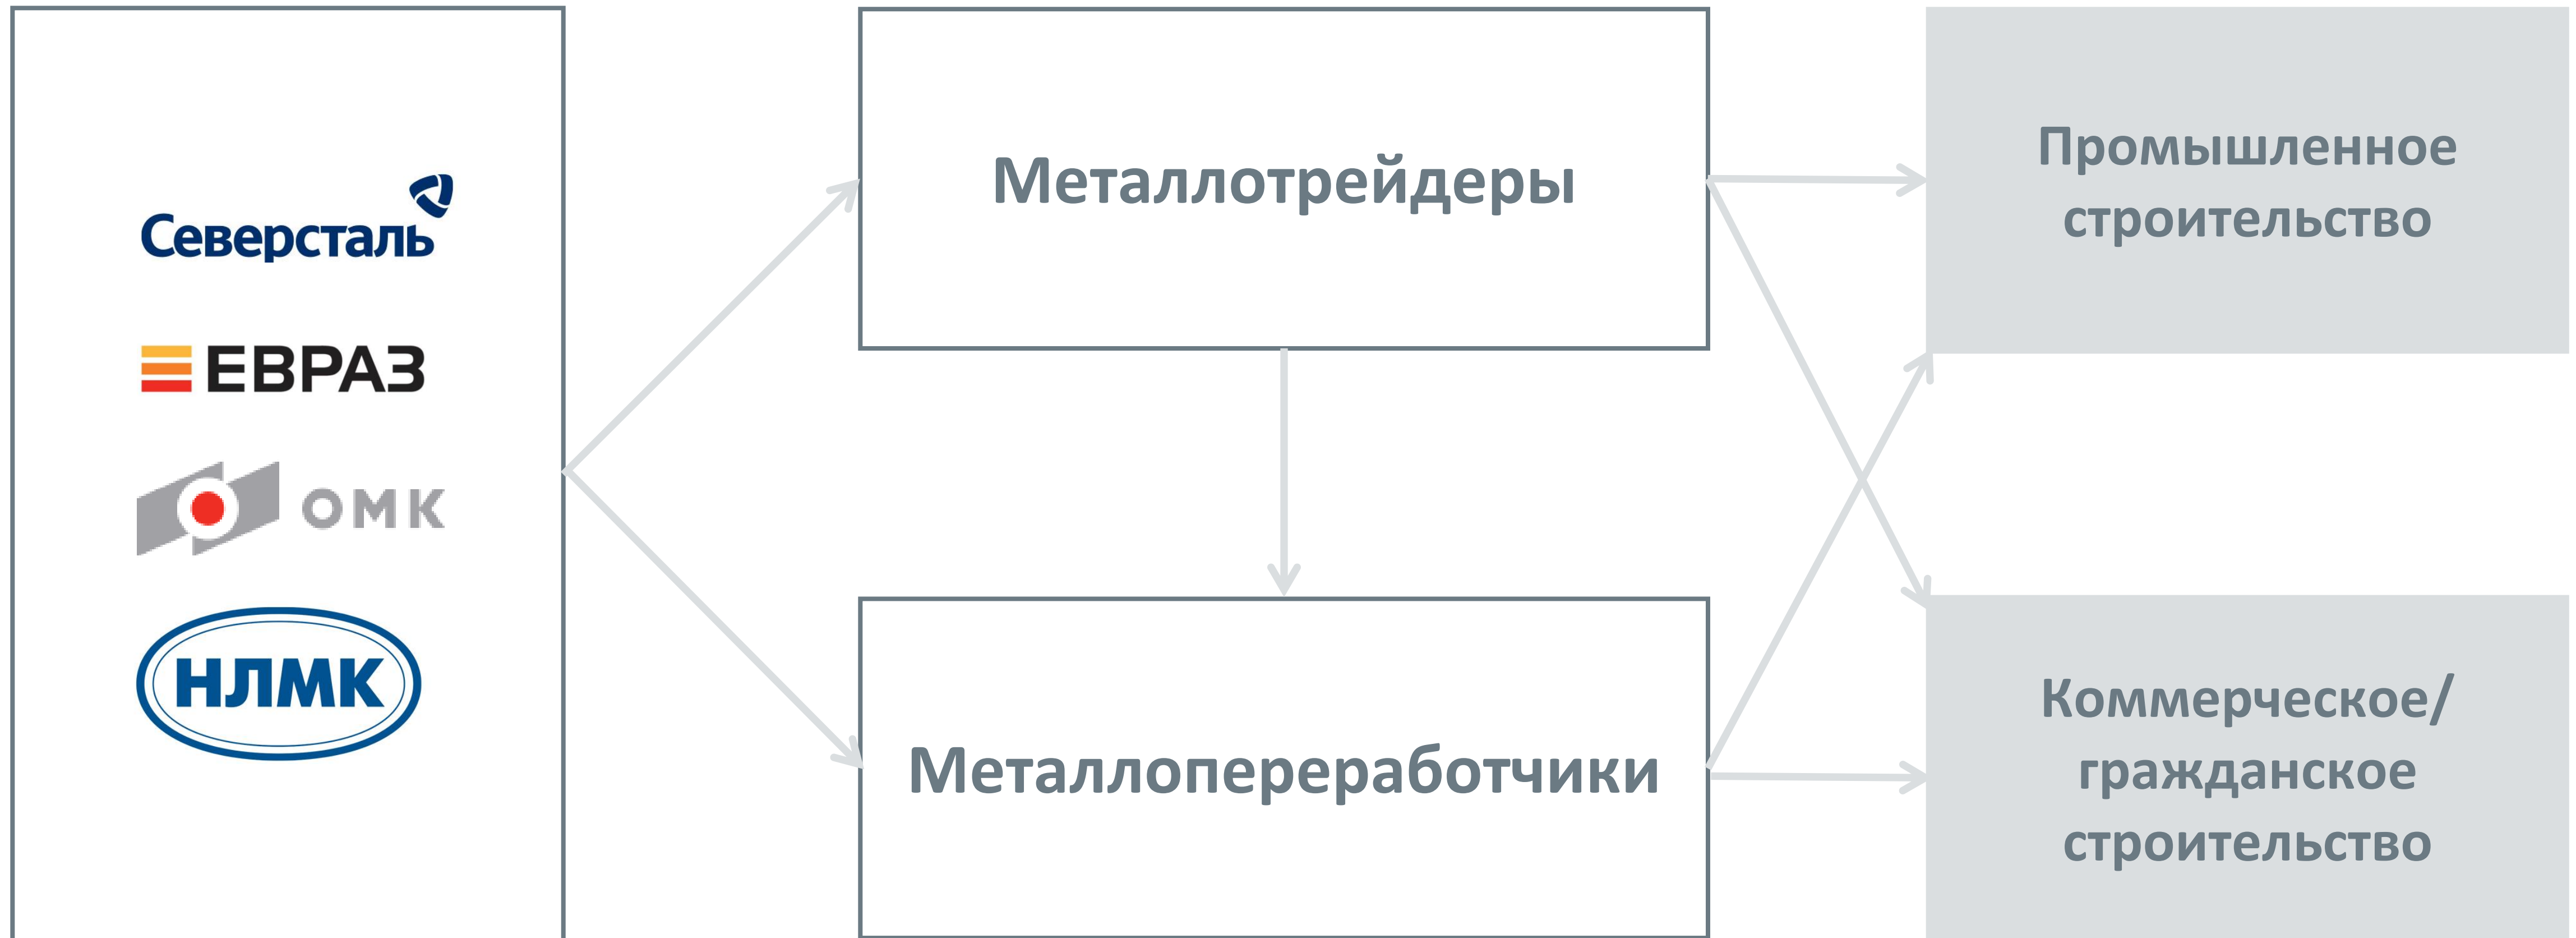 Северсталь
ЕВРАЗ
ОМК
НЛМК
Металлотрейдеры
Металлопереработчики
Промышленное
строительство
Коммерческое/
гражданское
строительство